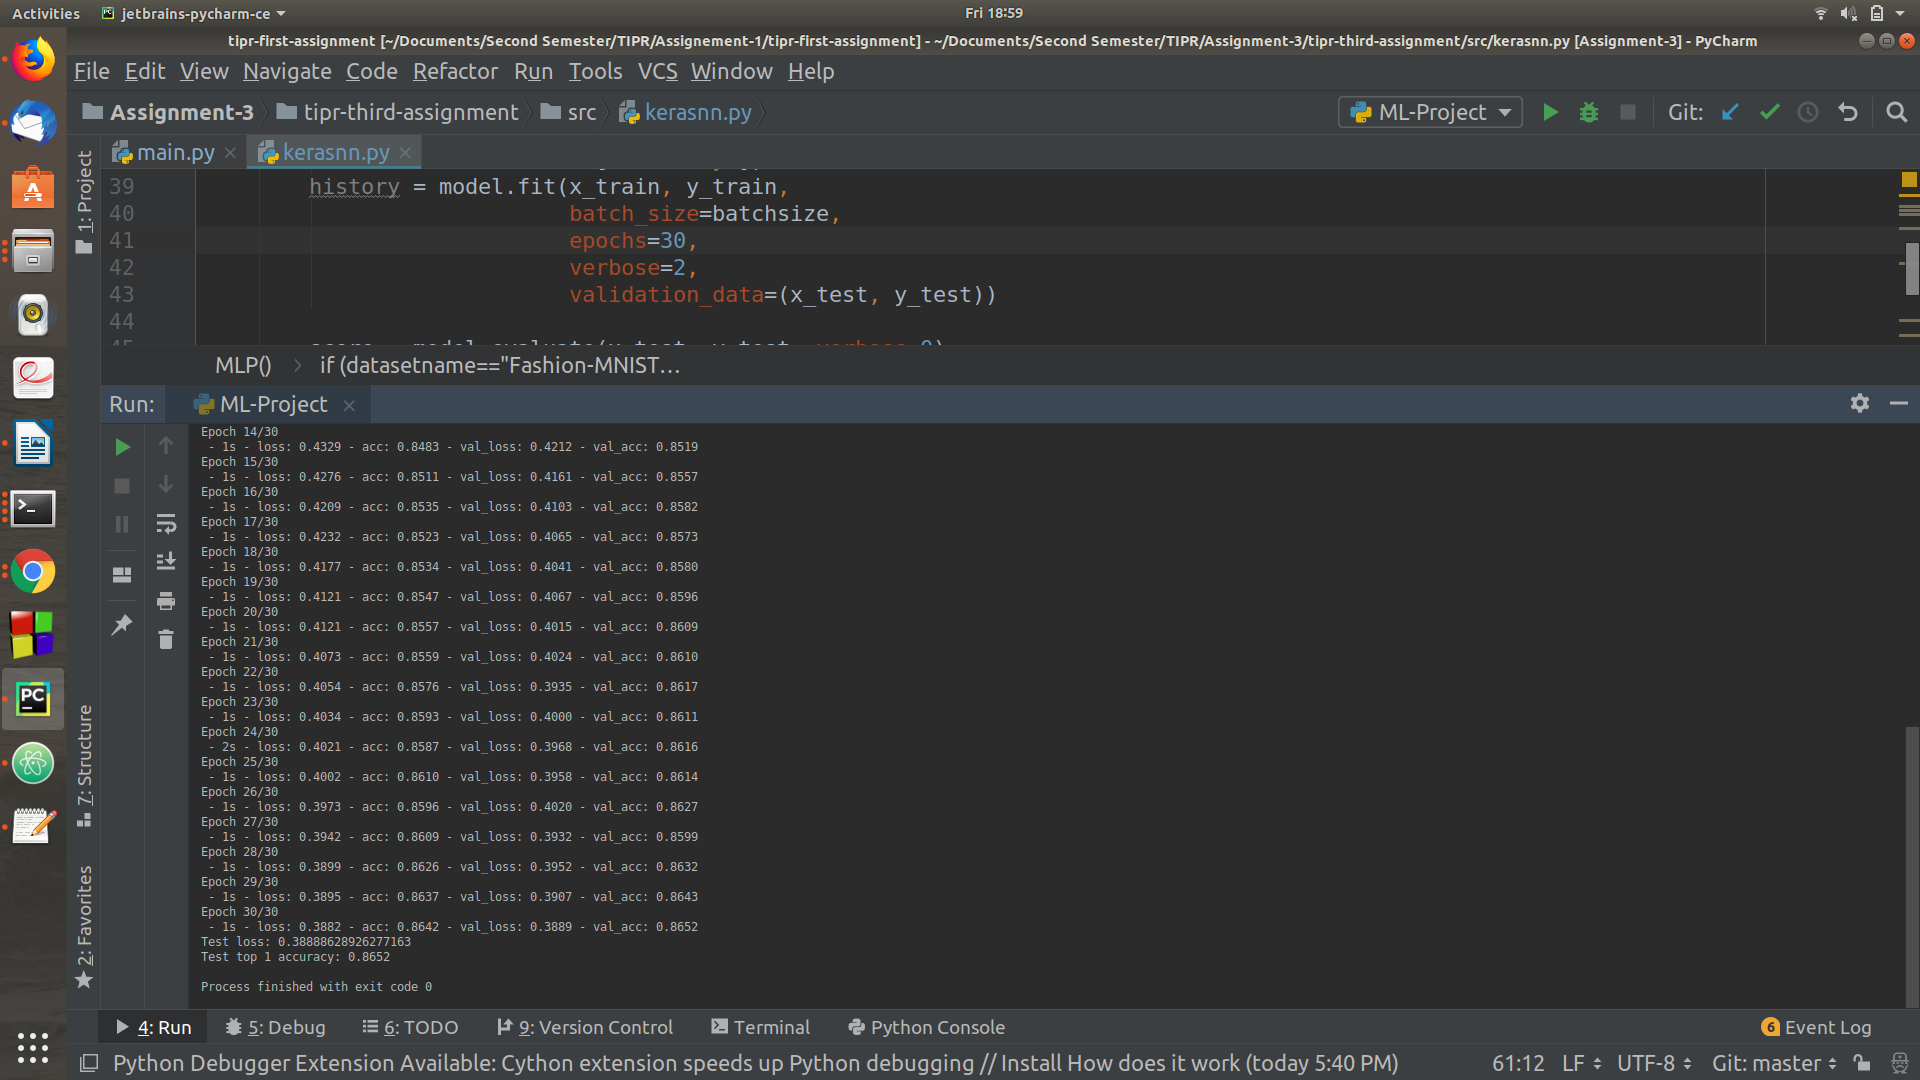 Activities jetbrains-pycharm-ce Fri 18:59
tipr-first-assignment [~/Documents/Second Semester/TIPR/Assignement-1/tipr-first-assignment] - ~/Documents/Second Semester/TIPR/Assignment-3/tipr-third-assignment/src/kerasnn.py [Assignment-3] - PyCharm
File Edit View Navigate Code Refactor Run Tools VCS Window Help
Assignment-3 tipr-third-assignment src kerasnn.py ML-Project Git:
main.py kerasnn.py
1: Project
39 history = model.fit(x_train, y_train,
40 batch_size=batchsize,
41 epochs=30,
42 verbose=2,
43 validation_data=(x_test, y_test))
44
45 score = model.evaluate(x_test, y_test, verbose=0)
MLP() if (datasetname=="Fashion-MNIST…
Run: ML-Project
Epoch 14/30
- 1s - loss: 0.4329 - acc: 0.8483 - val_loss: 0.4212 - val_acc: 0.8519
Epoch 15/30
- 1s - loss: 0.4276 - acc: 0.8511 - val_loss: 0.4161 - val_acc: 0.8557
Epoch 16/30
- 1s - loss: 0.4209 - acc: 0.8535 - val_loss: 0.4103 - val_acc: 0.8582
Epoch 17/30
- 1s - loss: 0.4232 - acc: 0.8523 - val_loss: 0.4065 - val_acc: 0.8573
Epoch 18/30
- 1s - loss: 0.4177 - acc: 0.8534 - val_loss: 0.4041 - val_acc: 0.8580
Epoch 19/30
- 1s - loss: 0.4121 - acc: 0.8547 - val_loss: 0.4067 - val_acc: 0.8596
Epoch 20/30
- 1s - loss: 0.4121 - acc: 0.8557 - val_loss: 0.4015 - val_acc: 0.8609
Epoch 21/30
- 1s - loss: 0.4073 - acc: 0.8559 - val_loss: 0.4024 - val_acc: 0.8610
Epoch 22/30
- 1s - loss: 0.4054 - acc: 0.8576 - val_loss: 0.3935 - val_acc: 0.8617
Epoch 23/30
- 1s - loss: 0.4034 - acc: 0.8593 - val_loss: 0.4000 - val_acc: 0.8611
Epoch 24/30
- 2s - loss: 0.4021 - acc: 0.8587 - val_loss: 0.3968 - val_acc: 0.8616
Epoch 25/30
- 1s - loss: 0.4002 - acc: 0.8610 - val_loss: 0.3958 - val_acc: 0.8614
Epoch 26/30
- 1s - loss: 0.3973 - acc: 0.8596 - val_loss: 0.4020 - val_acc: 0.8627
Epoch 27/30
- 1s - loss: 0.3942 - acc: 0.8609 - val_loss: 0.3932 - val_acc: 0.8599
Epoch 28/30
- 1s - loss: 0.3899 - acc: 0.8626 - val_loss: 0.3952 - val_acc: 0.8632
Epoch 29/30
- 1s - loss: 0.3895 - acc: 0.8637 - val_loss: 0.3907 - val_acc: 0.8643
Epoch 30/30
- 1s - loss: 0.3882 - acc: 0.8642 - val_loss: 0.3889 - val_acc: 0.8652
Test loss: 0.38888628926277163
Test top 1 accuracy: 0.8652
Process finished with exit code 0
PC
7: Structure
2: Favorites
4: Run 5: Debug 6: TODO 9: Version Control Terminal Python Console 6 Event Log
Python Debugger Extension Available: Cython extension speeds up Python debugging // Install How does it work (today 5:40 PM) 61:12 LF UTF-8 Git: master